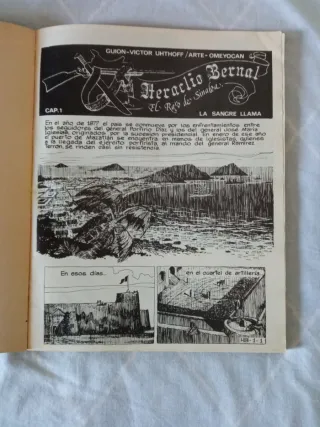 GUION-VICTOR UHTHOFF/ARTE-OMEYOCAN
Heraclio Bernal
El Rayo de Sinaloa
CAP.1
LA SANGRE LLAMA
En el año de 1877 el país se conmueve por los enfrentamientos entre
los seguidores del general Porfirio Díaz y los del general José María
Iglesias, originados por la sucesión presidencial. En enero de ese año
el puerto de Mazatlán se encuentra en manos de iglesistas, quienes
a la llegada del ejército porfirista, al mando del general Ramírez
Terrón, se rinden casi sin resistencia.
En esos días...
en el cuartel de artillería...